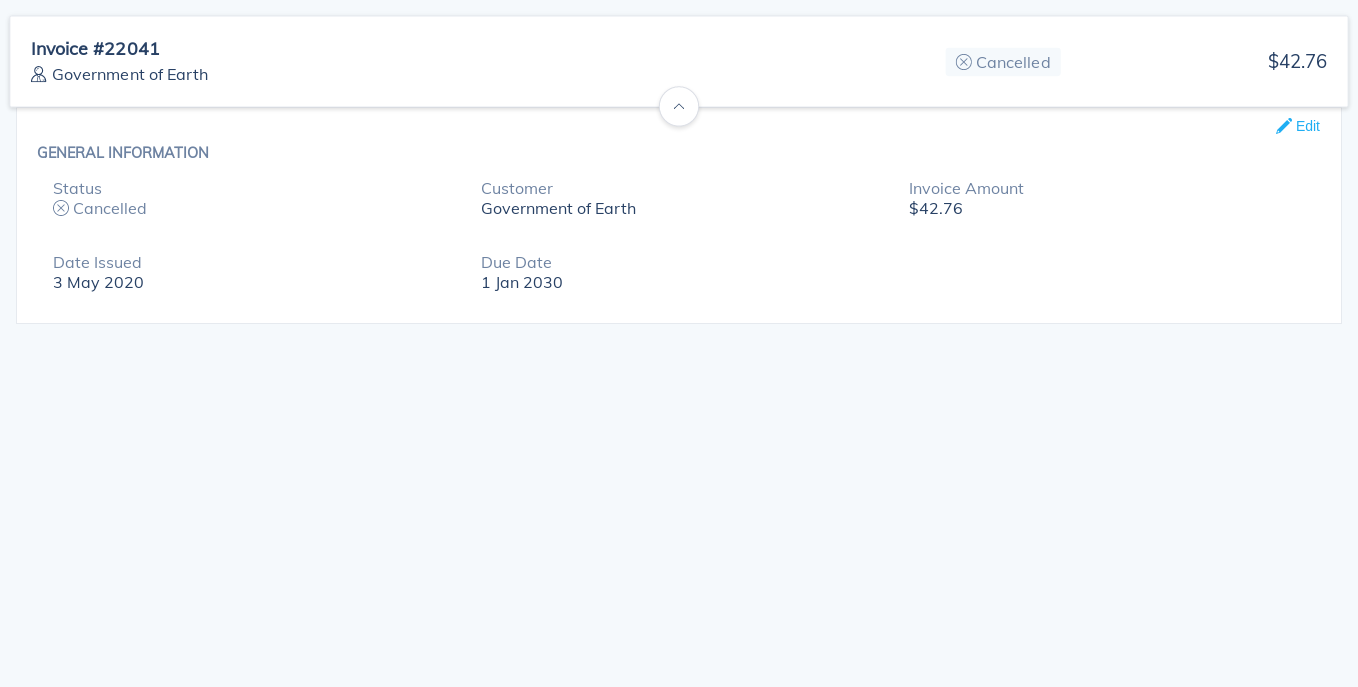 Invoice #22041
Government of Earth
Cancelled
$42.76
Edit
GENERAL INFORMATION
Status
Cancelled
Customer
Government of Earth
Invoice Amount
$42.76
Date Issued
3 May 2020
Due Date
1 Jan 2030